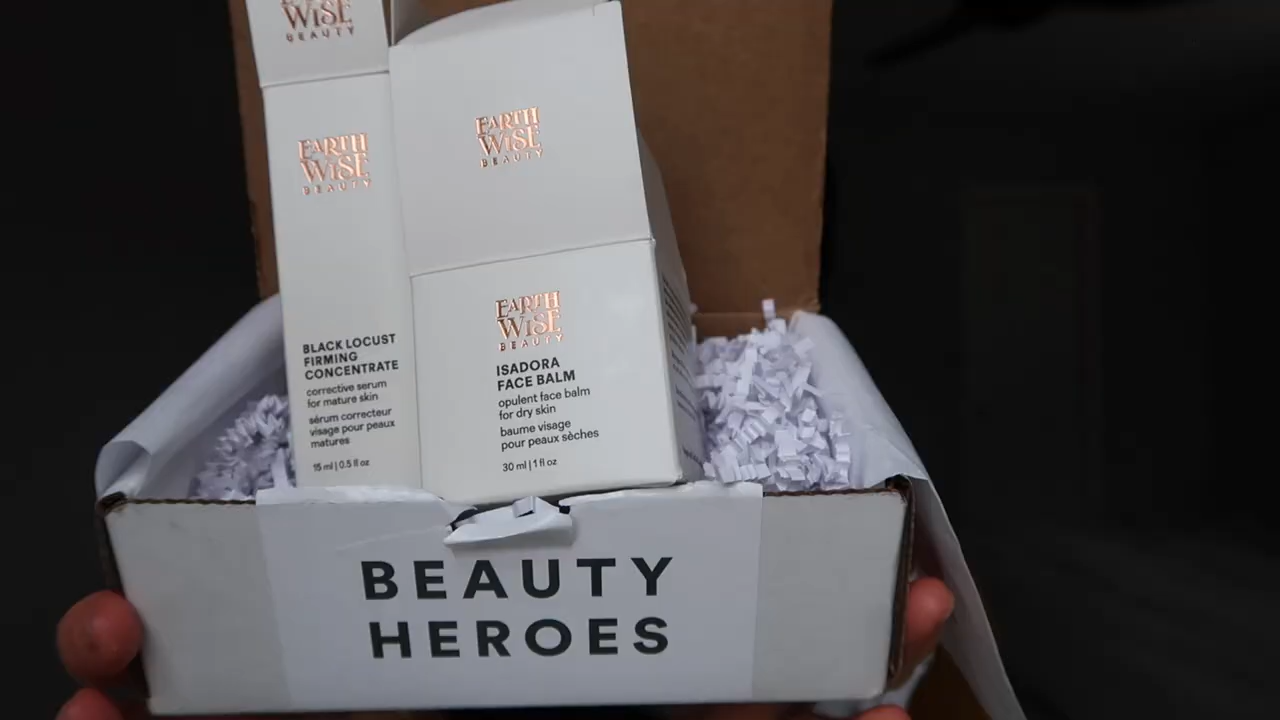 WISE
BEAUTY
EARTH
WISE
BEAUTY
BLACK LOCUST
FIRMING
CONCENTRATE
corrective serum
for mature skin
sérum correcteur
visage pour peaux
matures
15 ml | 0.5 fl oz
EARTH
WISE
BEAUTY
EARTH
WISE
BEAUTY
ISADORA
FACE BALM
opulent face balm
for dry skin
baume visage
pour peaux sèches
30 ml | 1 fl oz
BEAUTY
HEROES